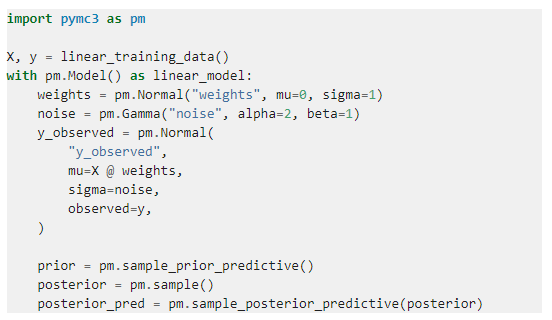 import pymc3 as pm

X, y = linear_training_data()
with pm.Model() as linear_model:
    weights = pm.Normal("weights", mu=0, sigma=1)
    noise = pm.Gamma("noise", alpha=2, beta=1)
    y_observed = pm.Normal(
        "y_observed",
        mu=X @ weights,
        sigma=noise,
        observed=y,
    )

    prior = pm.sample_prior_predictive()
    posterior = pm.sample()
    posterior_pred = pm.sample_posterior_predictive(posterior)